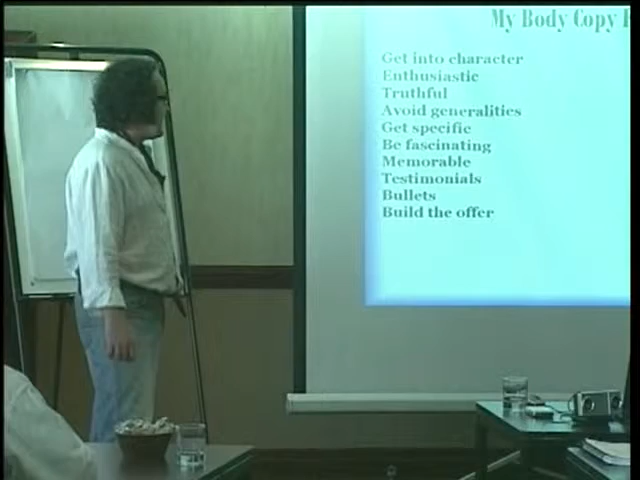 My Body Copy
Get into character
Enthusiastic
Truthful
Avoid generalities
Get specific
Be fascinating
Memorable
Testimonials
Bullets
Build the offer